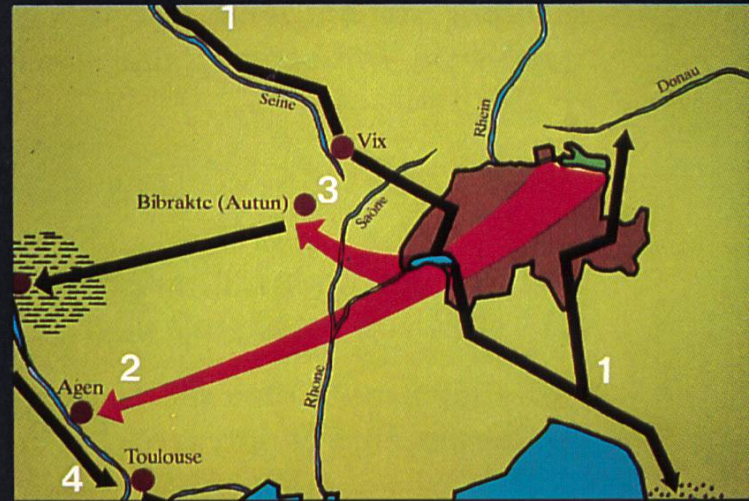 1
Seine
Rhein
Donau
Vix
Bibrakte (Autun)
3
Saône
2
1
Agen
Rhone
Toulouse
4